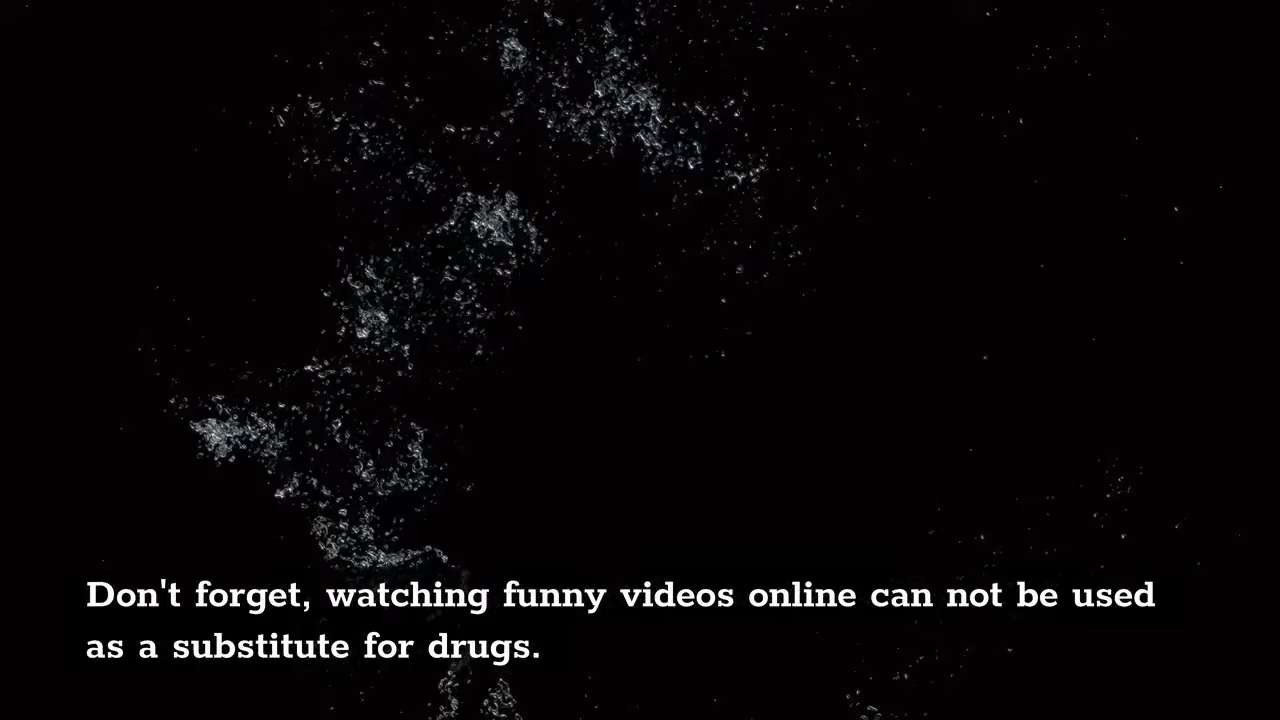 Don't forget, watching funny videos online can not be used
as a substitute for drugs.